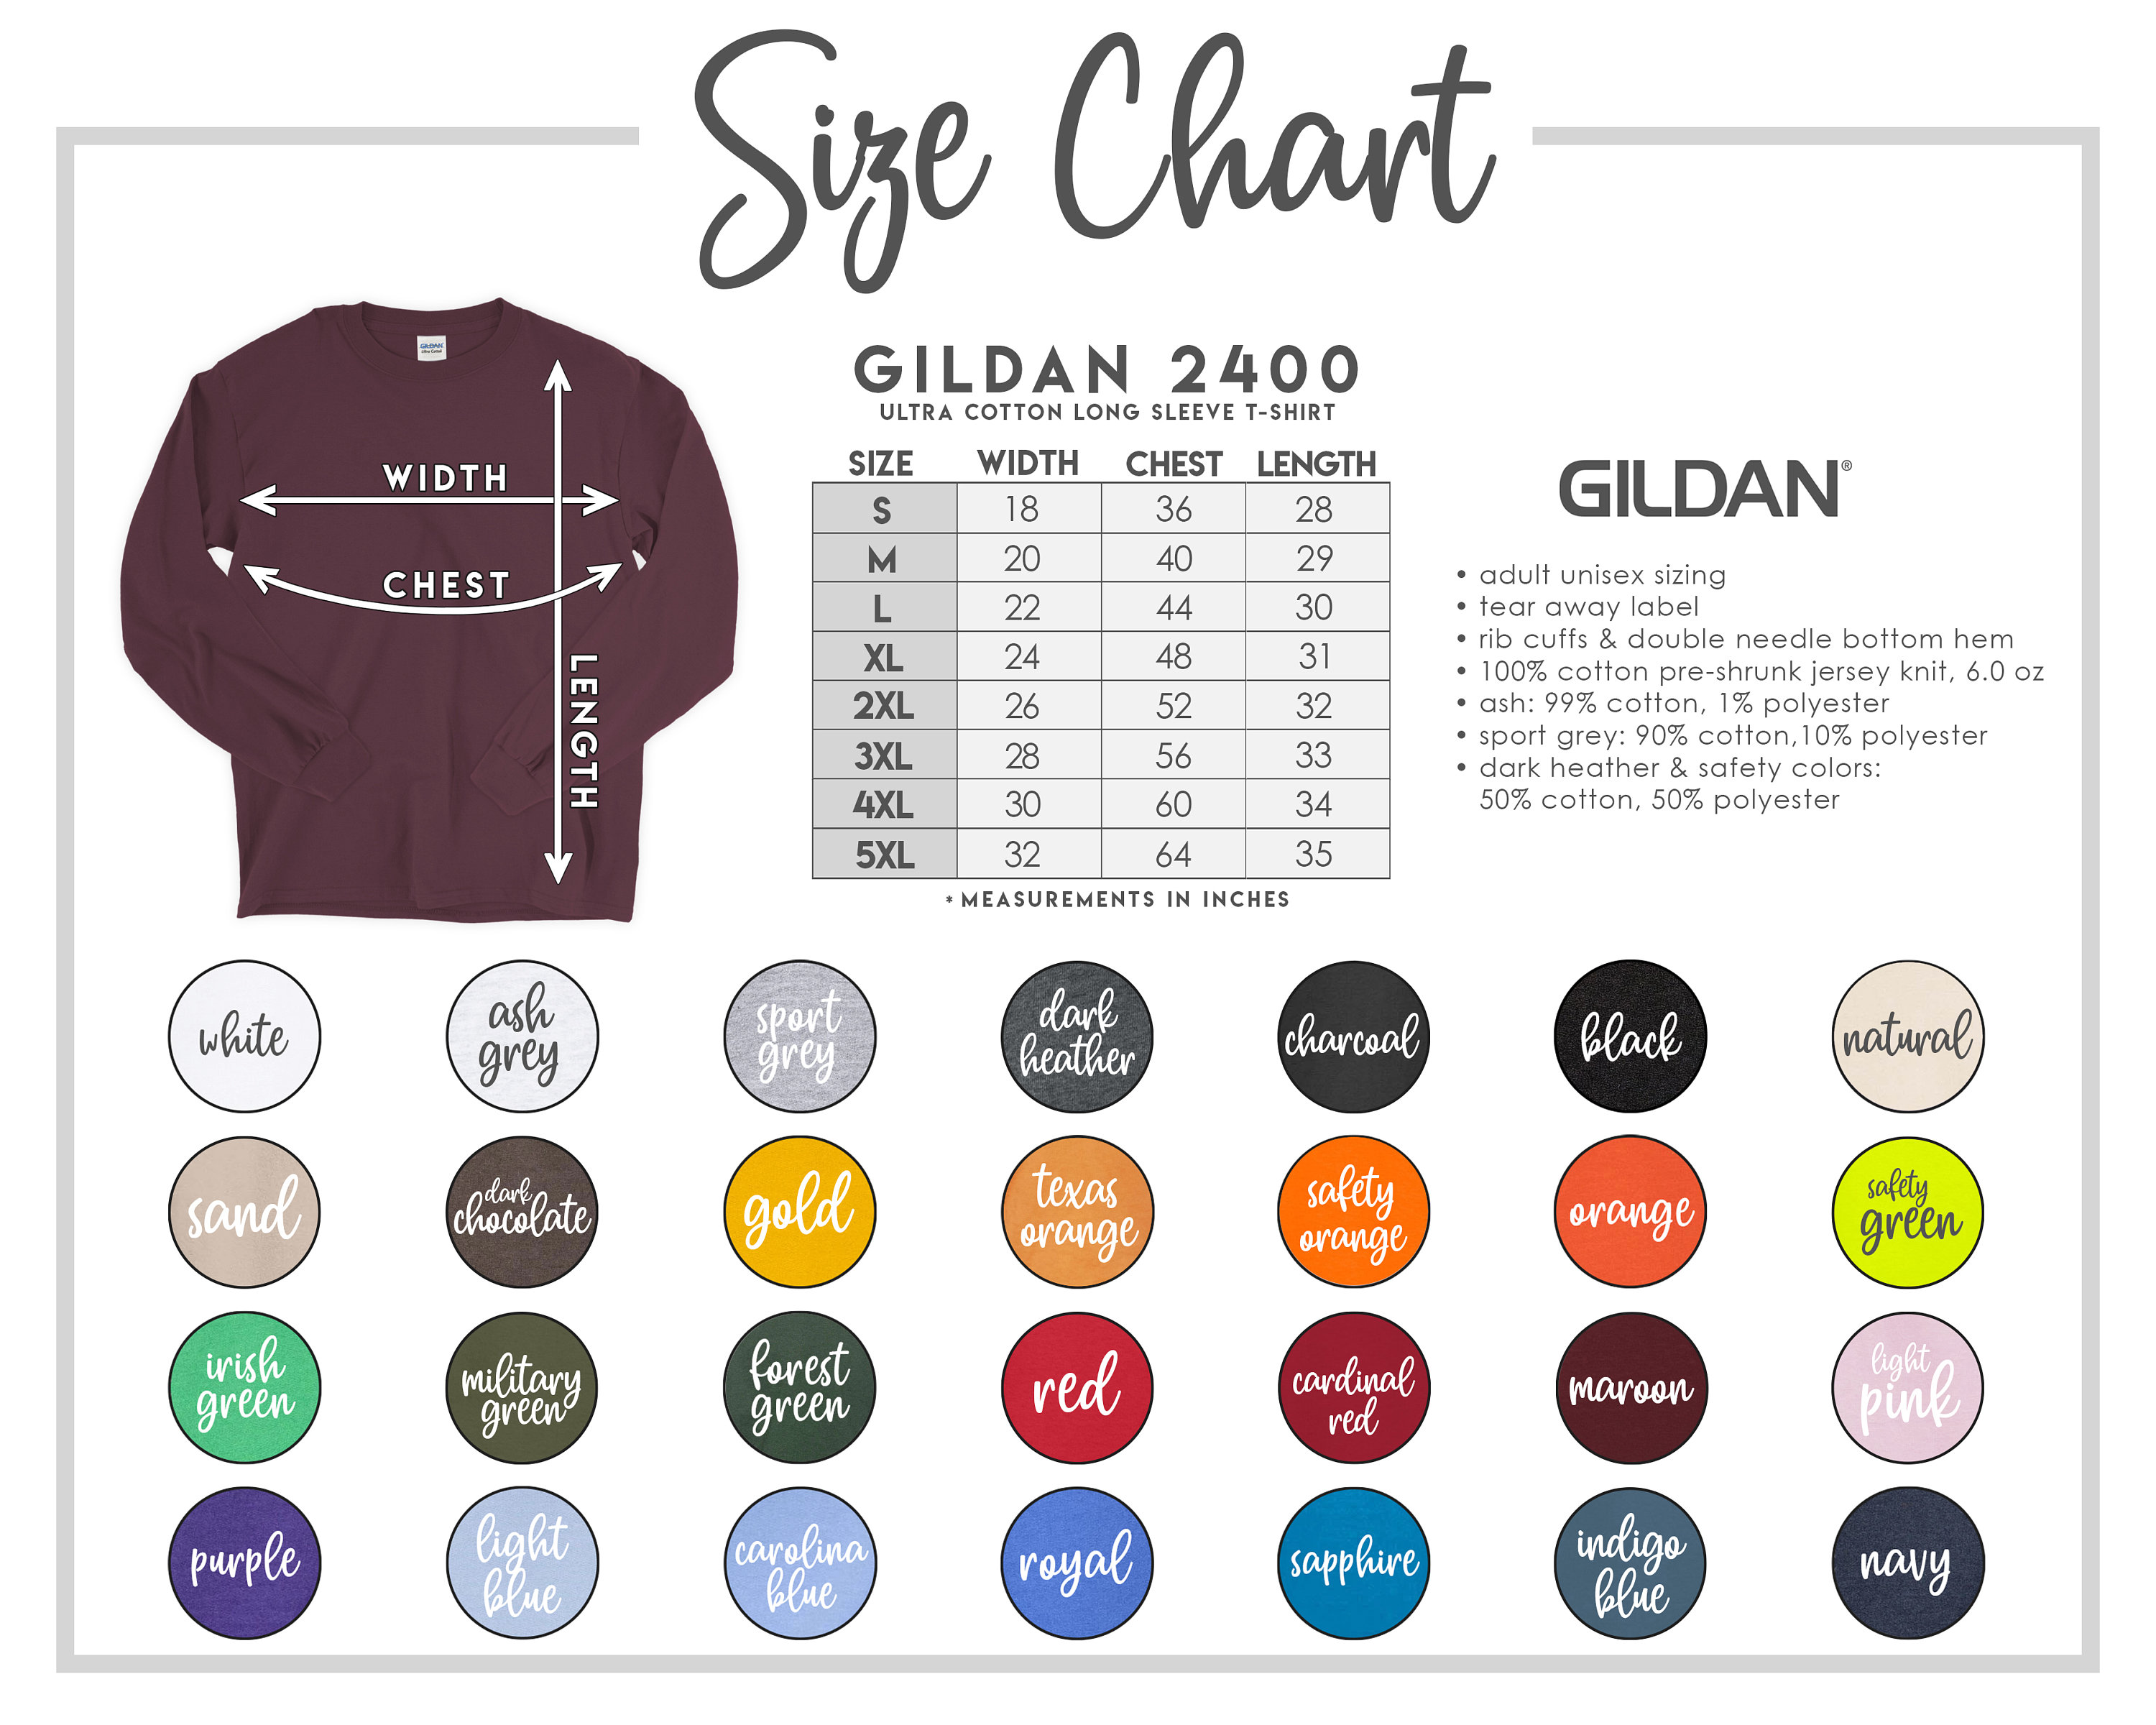 Size Chart
GILDAN 2400
ULTRA COTTON LONG SLEEVE T-SHIRT
SIZE WIDTH CHEST LENGTH
S 18 36 28
M 20 40 29
L 22 44 30
XL 24 48 31
2XL 26 52 32
3XL 28 56 33
4XL 30 60 34
5XL 32 64 35
* MEASUREMENTS IN INCHES
GILDAN
Ultra Cotton
WIDTH
CHEST
LENGTH
GILDAN®
• adult unisex sizing
• tear away label
• rib cuffs & double needle bottom hem
• 100% cotton pre-shrunk jersey knit, 6.0 oz
• ash: 99% cotton, 1% polyester
• sport grey: 90% cotton,10% polyester
• dark heather & safety colors:
50% cotton, 50% polyester
white
ash
grey
sport
grey
dark
heather
charcoal
black
natural
sand
dark
chocolate
gold
texas
orange
safety
orange
orange
safety
green
irish
green
military
green
forest
green
red
cardinal
red
maroon
light
pink
purple
light
blue
carolina
blue
royal
sapphire
indigo
blue
navy